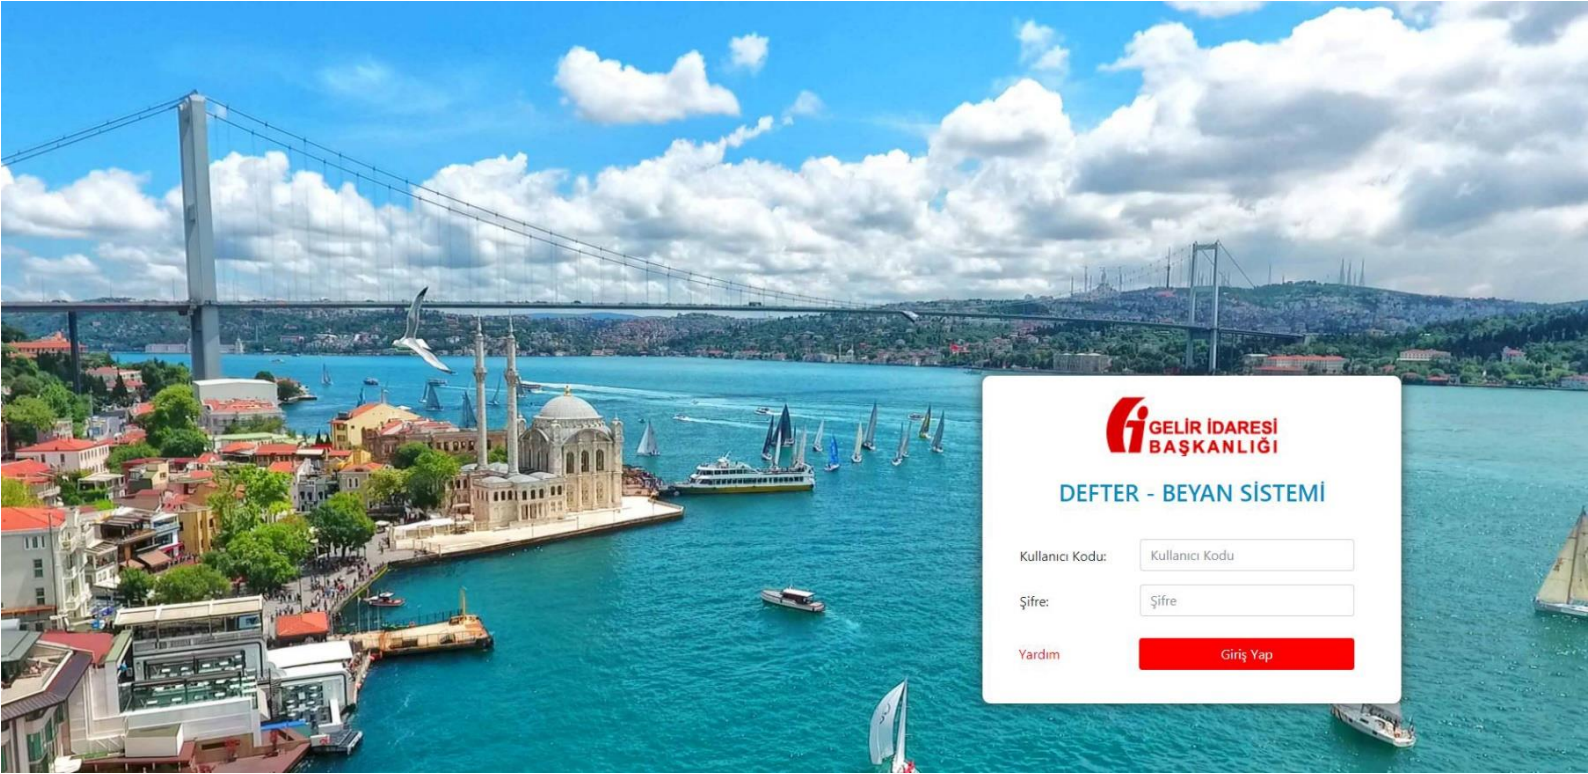 GELİR İDARESİ
BAŞKANLIĞI
DEFTER - BEYAN SİSTEMİ
Kullanıcı Kodu: Kullanıcı Kodu
Şifre: Şifre
Yardım Giriş Yap